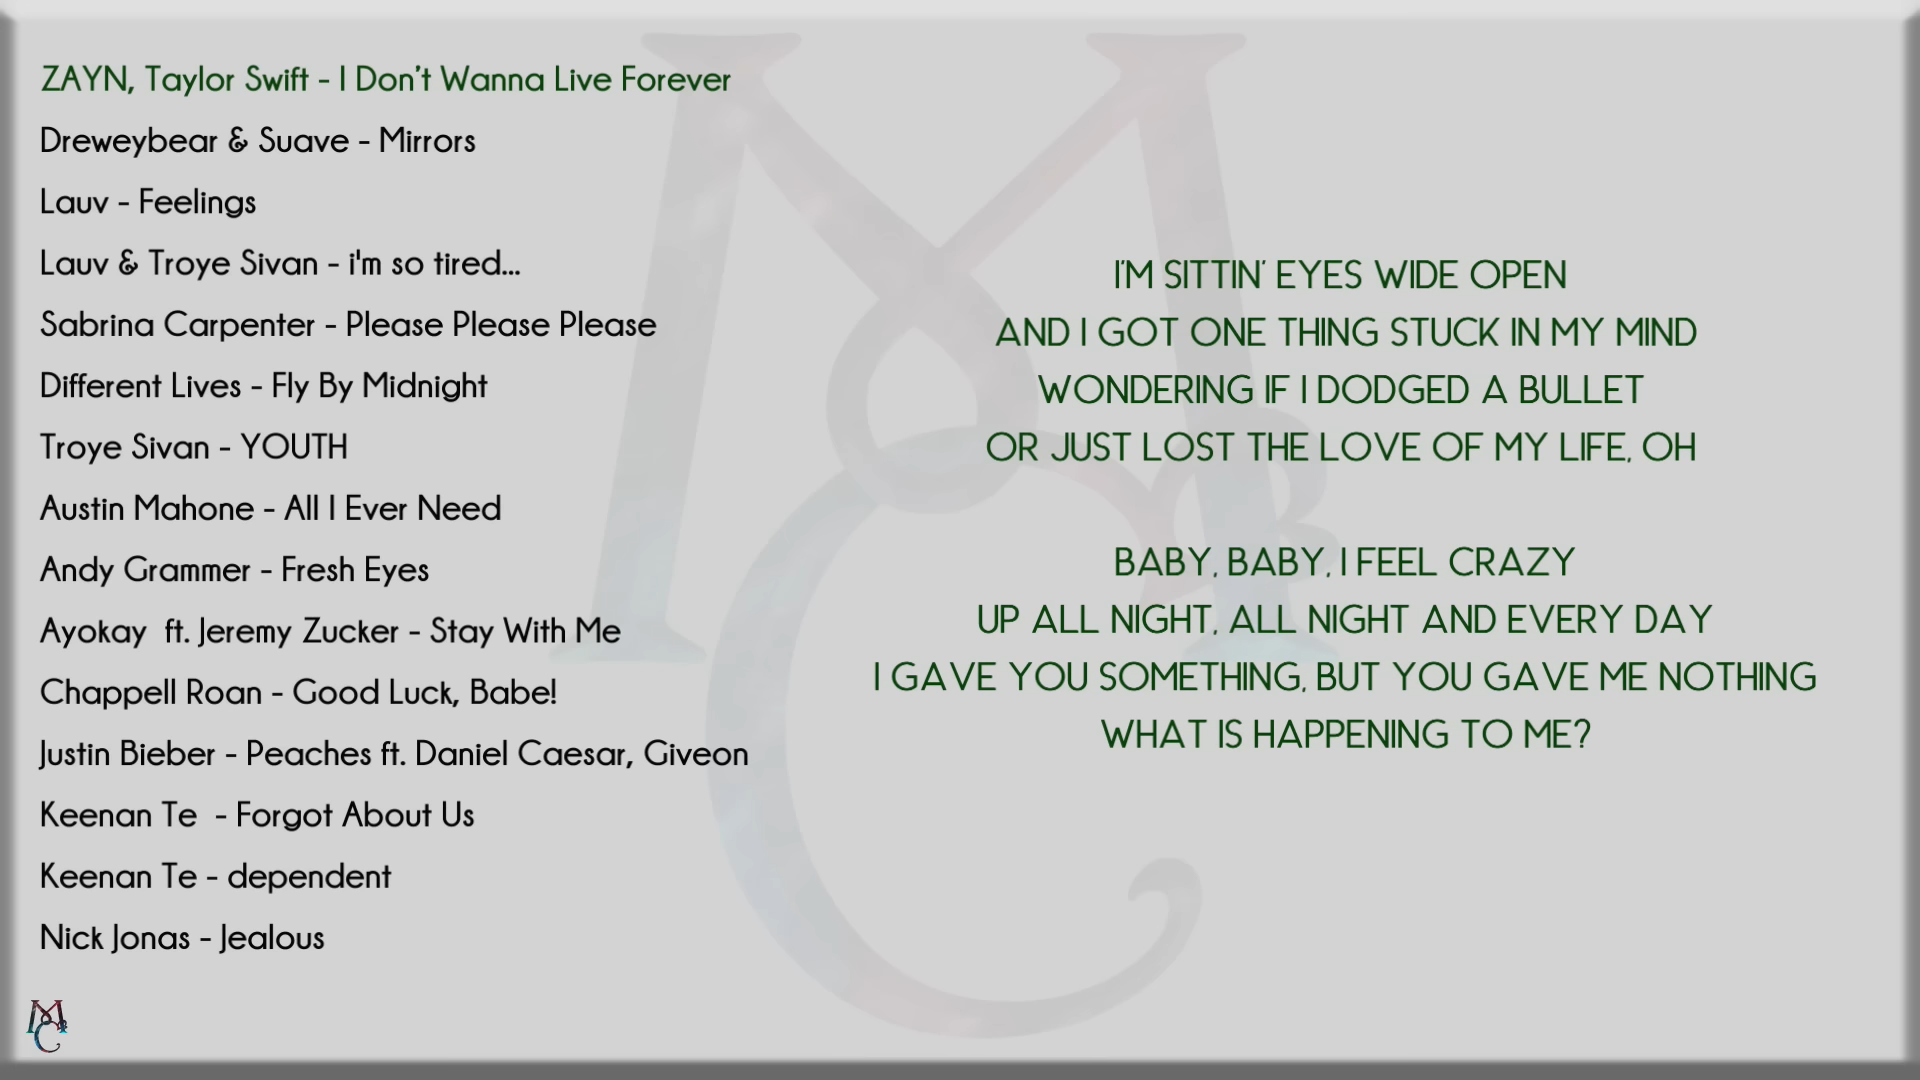 ZAYN, Taylor Swift - I Don't Wanna Live Forever
Dreweybear & Suave - Mirrors
Lauv - Feelings
Lauv & Troye Sivan - i'm so tired...
Sabrina Carpenter - Please Please Please
Different Lives - Fly By Midnight
Troye Sivan - YOUTH
Austin Mahone - All I Ever Need
Andy Grammer - Fresh Eyes
Ayokay  ft. Jeremy Zucker - Stay With Me
Chappell Roan - Good Luck, Babe!
Justin Bieber - Peaches ft. Daniel Caesar, Giveon
Keenan Te  - Forgot About Us
Keenan Te - dependent
Nick Jonas - Jealous
I'M SITTIN' EYES WIDE OPEN
AND I GOT ONE THING STUCK IN MY MIND
WONDERING IF I DODGED A BULLET
OR JUST LOST THE LOVE OF MY LIFE, OH
BABY, BABY, I FEEL CRAZY
UP ALL NIGHT, ALL NIGHT AND EVERY DAY
I GAVE YOU SOMETHING, BUT YOU GAVE ME NOTHING
WHAT IS HAPPENING TO ME?